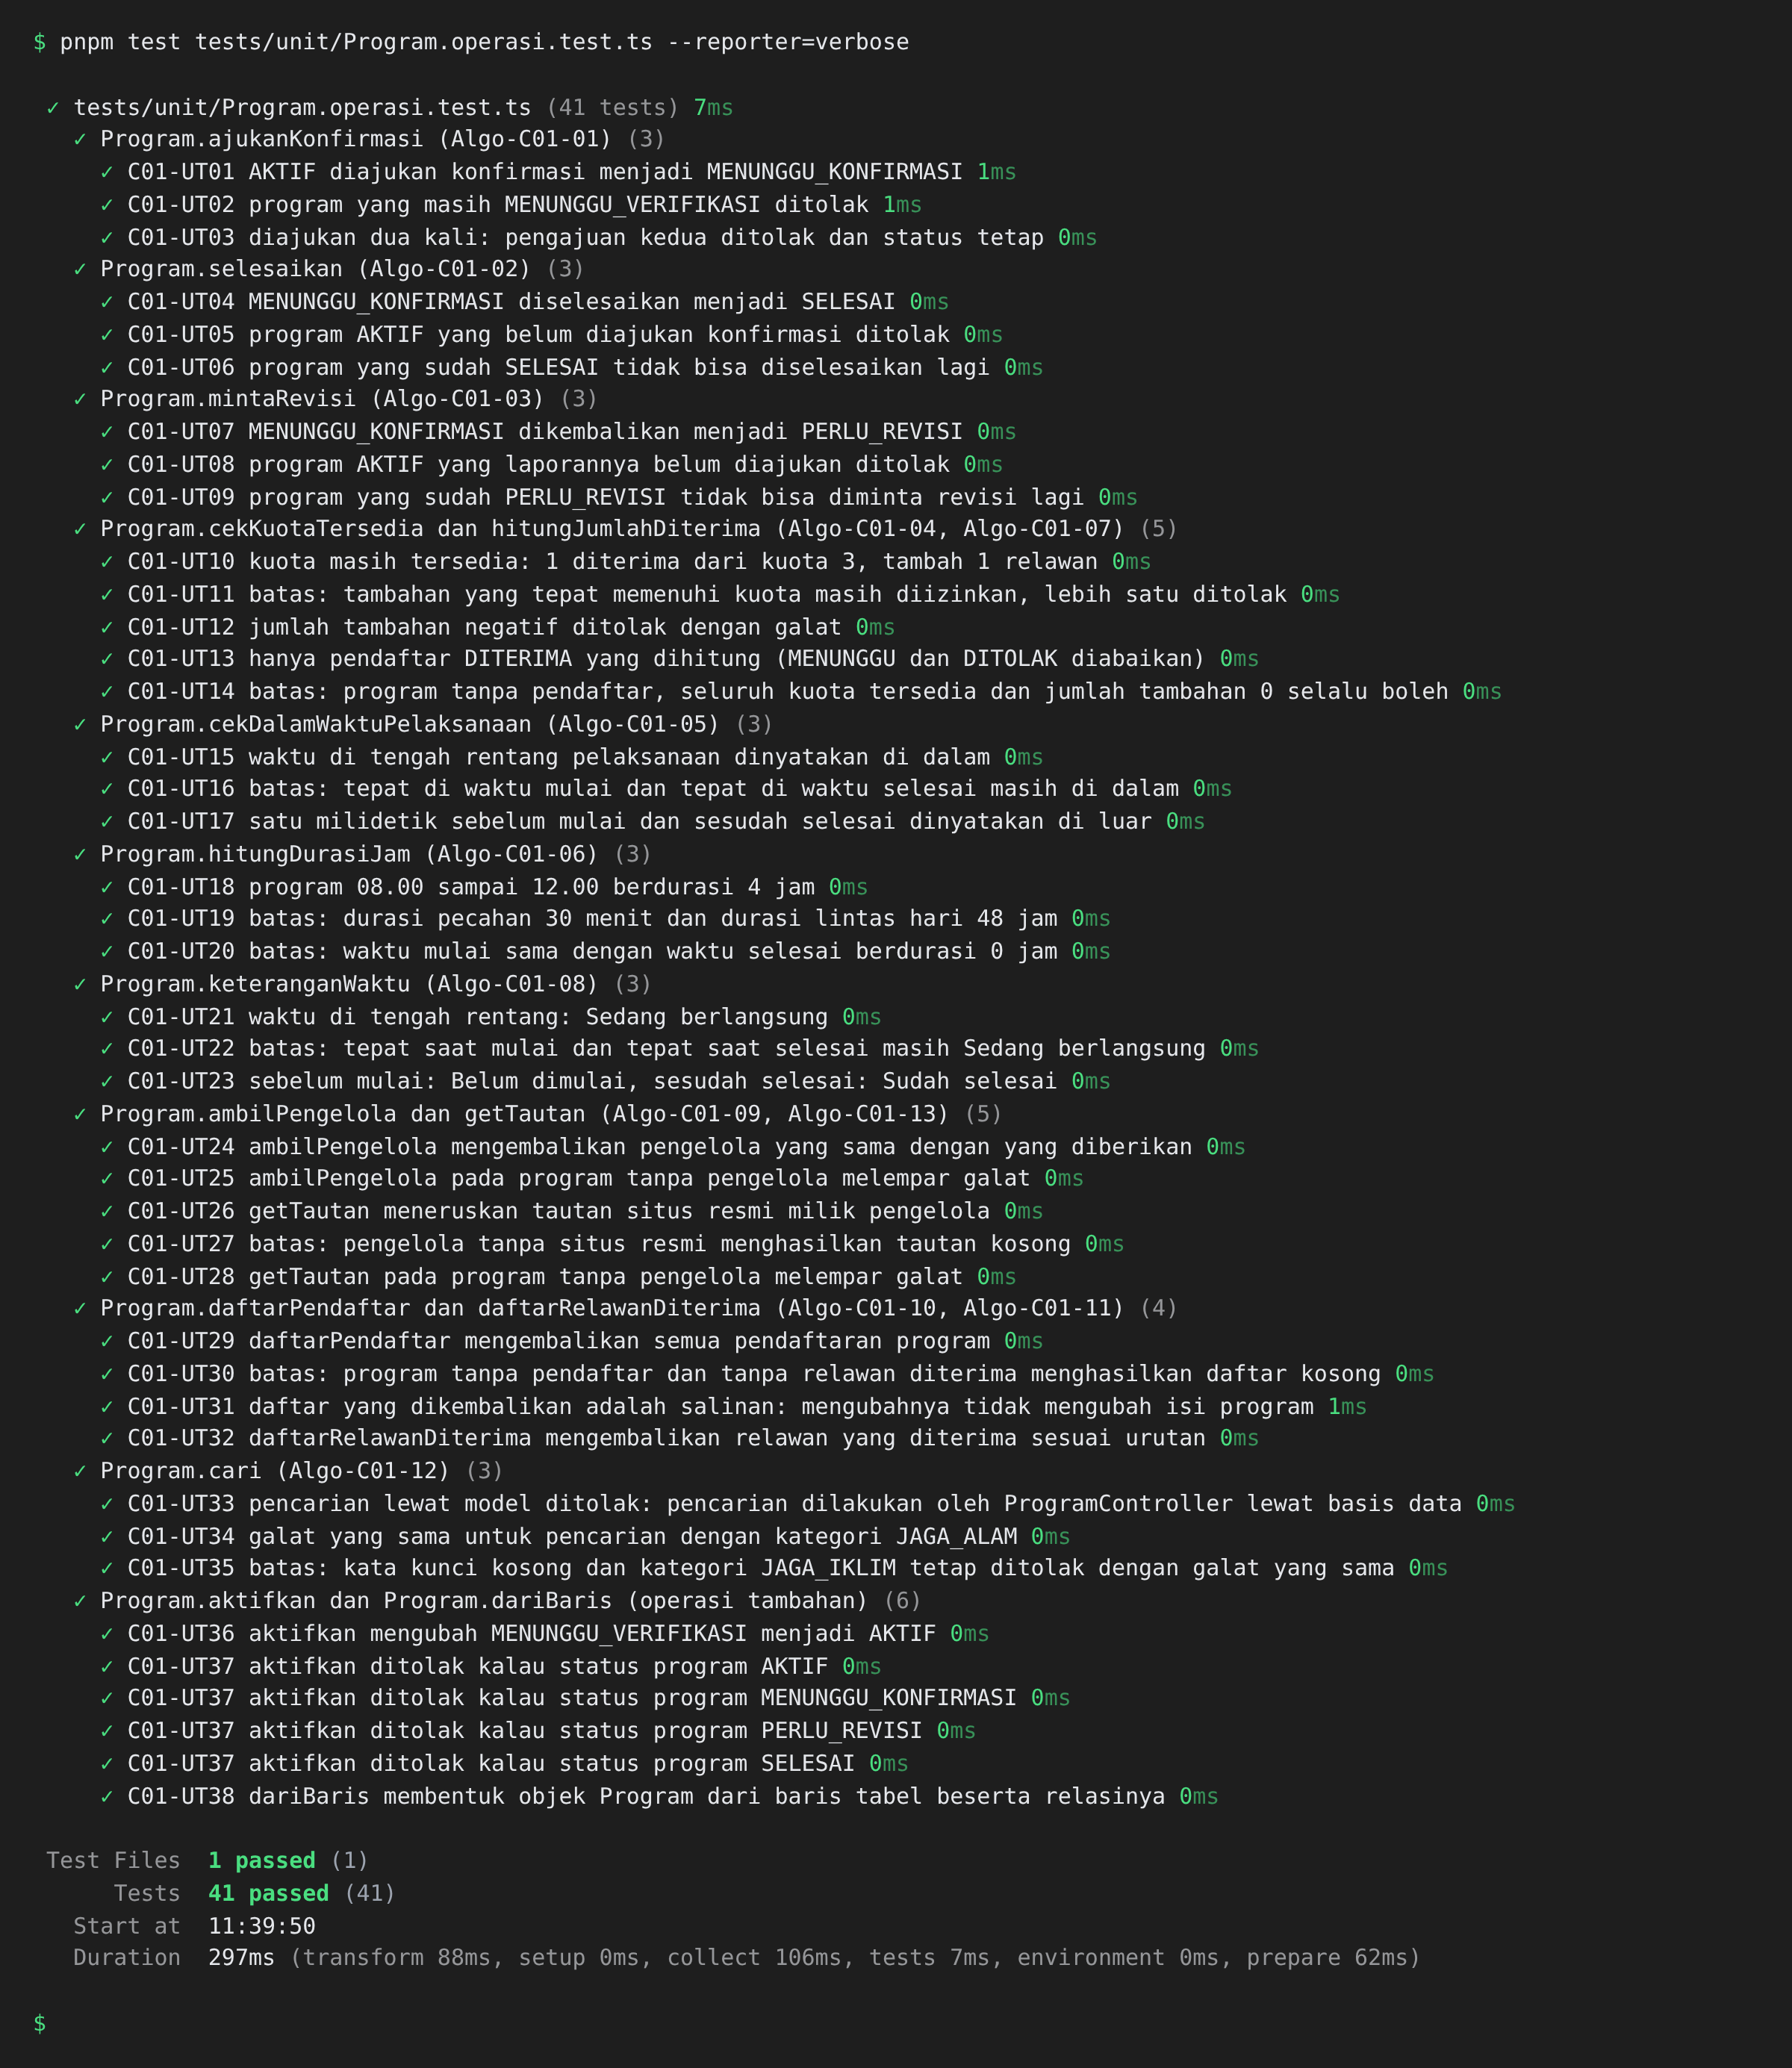 $ pnpm test tests/unit/Program.operasi.test.ts --reporter=verbose
✓ tests/unit/Program.operasi.test.ts (41 tests) 7ms
✓ Program.ajukanKonfirmasi (Algo-C01-01) (3)
✓ C01-UT01 AKTIF diajukan konfirmasi menjadi MENUNGGU_KONFIRMASI 1ms
✓ C01-UT02 program yang masih MENUNGGU_VERIFIKASI ditolak 1ms
✓ C01-UT03 diajukan dua kali: pengajuan kedua ditolak dan status tetap 0ms
✓ Program.selesaikan (Algo-C01-02) (3)
✓ C01-UT04 MENUNGGU_KONFIRMASI diselesaikan menjadi SELESAI 0ms
✓ C01-UT05 program AKTIF yang belum diajukan konfirmasi ditolak 0ms
✓ C01-UT06 program yang sudah SELESAI tidak bisa diselesaikan lagi 0ms
✓ Program.mintaRevisi (Algo-C01-03) (3)
✓ C01-UT07 MENUNGGU_KONFIRMASI dikembalikan menjadi PERLU_REVISI 0ms
✓ C01-UT08 program AKTIF yang laporannya belum diajukan ditolak 0ms
✓ C01-UT09 program yang sudah PERLU_REVISI tidak bisa diminta revisi lagi 0ms
✓ Program.cekKuotaTersedia dan hitungJumlahDiterima (Algo-C01-04, Algo-C01-07) (5)
✓ C01-UT10 kuota masih tersedia: 1 diterima dari kuota 3, tambah 1 relawan 0ms
✓ C01-UT11 batas: tambahan yang tepat memenuhi kuota masih diizinkan, lebih satu ditolak 0ms
✓ C01-UT12 jumlah tambahan negatif ditolak dengan galat 0ms
✓ C01-UT13 hanya pendaftar DITERIMA yang dihitung (MENUNGGU dan DITOLAK diabaikan) 0ms
✓ C01-UT14 batas: program tanpa pendaftar, seluruh kuota tersedia dan jumlah tambahan 0 selalu boleh 0ms
✓ Program.cekDalamWaktuPelaksanaan (Algo-C01-05) (3)
✓ C01-UT15 waktu di tengah rentang pelaksanaan dinyatakan di dalam 0ms
✓ C01-UT16 batas: tepat di waktu mulai dan tepat di waktu selesai masih di dalam 0ms
✓ C01-UT17 satu milidetik sebelum mulai dan sesudah selesai dinyatakan di luar 0ms
✓ Program.hitungDurasiJam (Algo-C01-06) (3)
✓ C01-UT18 program 08.00 sampai 12.00 berdurasi 4 jam 0ms
✓ C01-UT19 batas: durasi pecahan 30 menit dan durasi lintas hari 48 jam 0ms
✓ C01-UT20 batas: waktu mulai sama dengan waktu selesai berdurasi 0 jam 0ms
✓ Program.keteranganWaktu (Algo-C01-08) (3)
✓ C01-UT21 waktu di tengah rentang: Sedang berlangsung 0ms
✓ C01-UT22 batas: tepat saat mulai dan tepat saat selesai masih Sedang berlangsung 0ms
✓ C01-UT23 sebelum mulai: Belum dimulai, sesudah selesai: Sudah selesai 0ms
✓ Program.ambilPengelola dan getTautan (Algo-C01-09, Algo-C01-13) (5)
✓ C01-UT24 ambilPengelola mengembalikan pengelola yang sama dengan yang diberikan 0ms
✓ C01-UT25 ambilPengelola pada program tanpa pengelola melempar galat 0ms
✓ C01-UT26 getTautan meneruskan tautan situs resmi milik pengelola 0ms
✓ C01-UT27 batas: pengelola tanpa situs resmi menghasilkan tautan kosong 0ms
✓ C01-UT28 getTautan pada program tanpa pengelola melempar galat 0ms
✓ Program.daftarPendaftar dan daftarRelawanDiterima (Algo-C01-10, Algo-C01-11) (4)
✓ C01-UT29 daftarPendaftar mengembalikan semua pendaftaran program 0ms
✓ C01-UT30 batas: program tanpa pendaftar dan tanpa relawan diterima menghasilkan daftar kosong 0ms
✓ C01-UT31 daftar yang dikembalikan adalah salinan: mengubahnya tidak mengubah isi program 1ms
✓ C01-UT32 daftarRelawanDiterima mengembalikan relawan yang diterima sesuai urutan 0ms
✓ Program.cari (Algo-C01-12) (3)
✓ C01-UT33 pencarian lewat model ditolak: pencarian dilakukan oleh ProgramController lewat basis data 0ms
✓ C01-UT34 galat yang sama untuk pencarian dengan kategori JAGA_ALAM 0ms
✓ C01-UT35 batas: kata kunci kosong dan kategori JAGA_IKLIM tetap ditolak dengan galat yang sama 0ms
✓ Program.aktifkan dan Program.dariBaris (operasi tambahan) (6)
✓ C01-UT36 aktifkan mengubah MENUNGGU_VERIFIKASI menjadi AKTIF 0ms
✓ C01-UT37 aktifkan ditolak kalau status program AKTIF 0ms
✓ C01-UT37 aktifkan ditolak kalau status program MENUNGGU_KONFIRMASI 0ms
✓ C01-UT37 aktifkan ditolak kalau status program PERLU_REVISI 0ms
✓ C01-UT37 aktifkan ditolak kalau status program SELESAI 0ms
✓ C01-UT38 dariBaris membentuk objek Program dari baris tabel beserta relasinya 0ms
Test Files 1 passed (1)
Tests 41 passed (41)
Start at 11:39:50
Duration 297ms (transform 88ms, setup 0ms, collect 106ms, tests 7ms, environment 0ms, prepare 62ms)
$